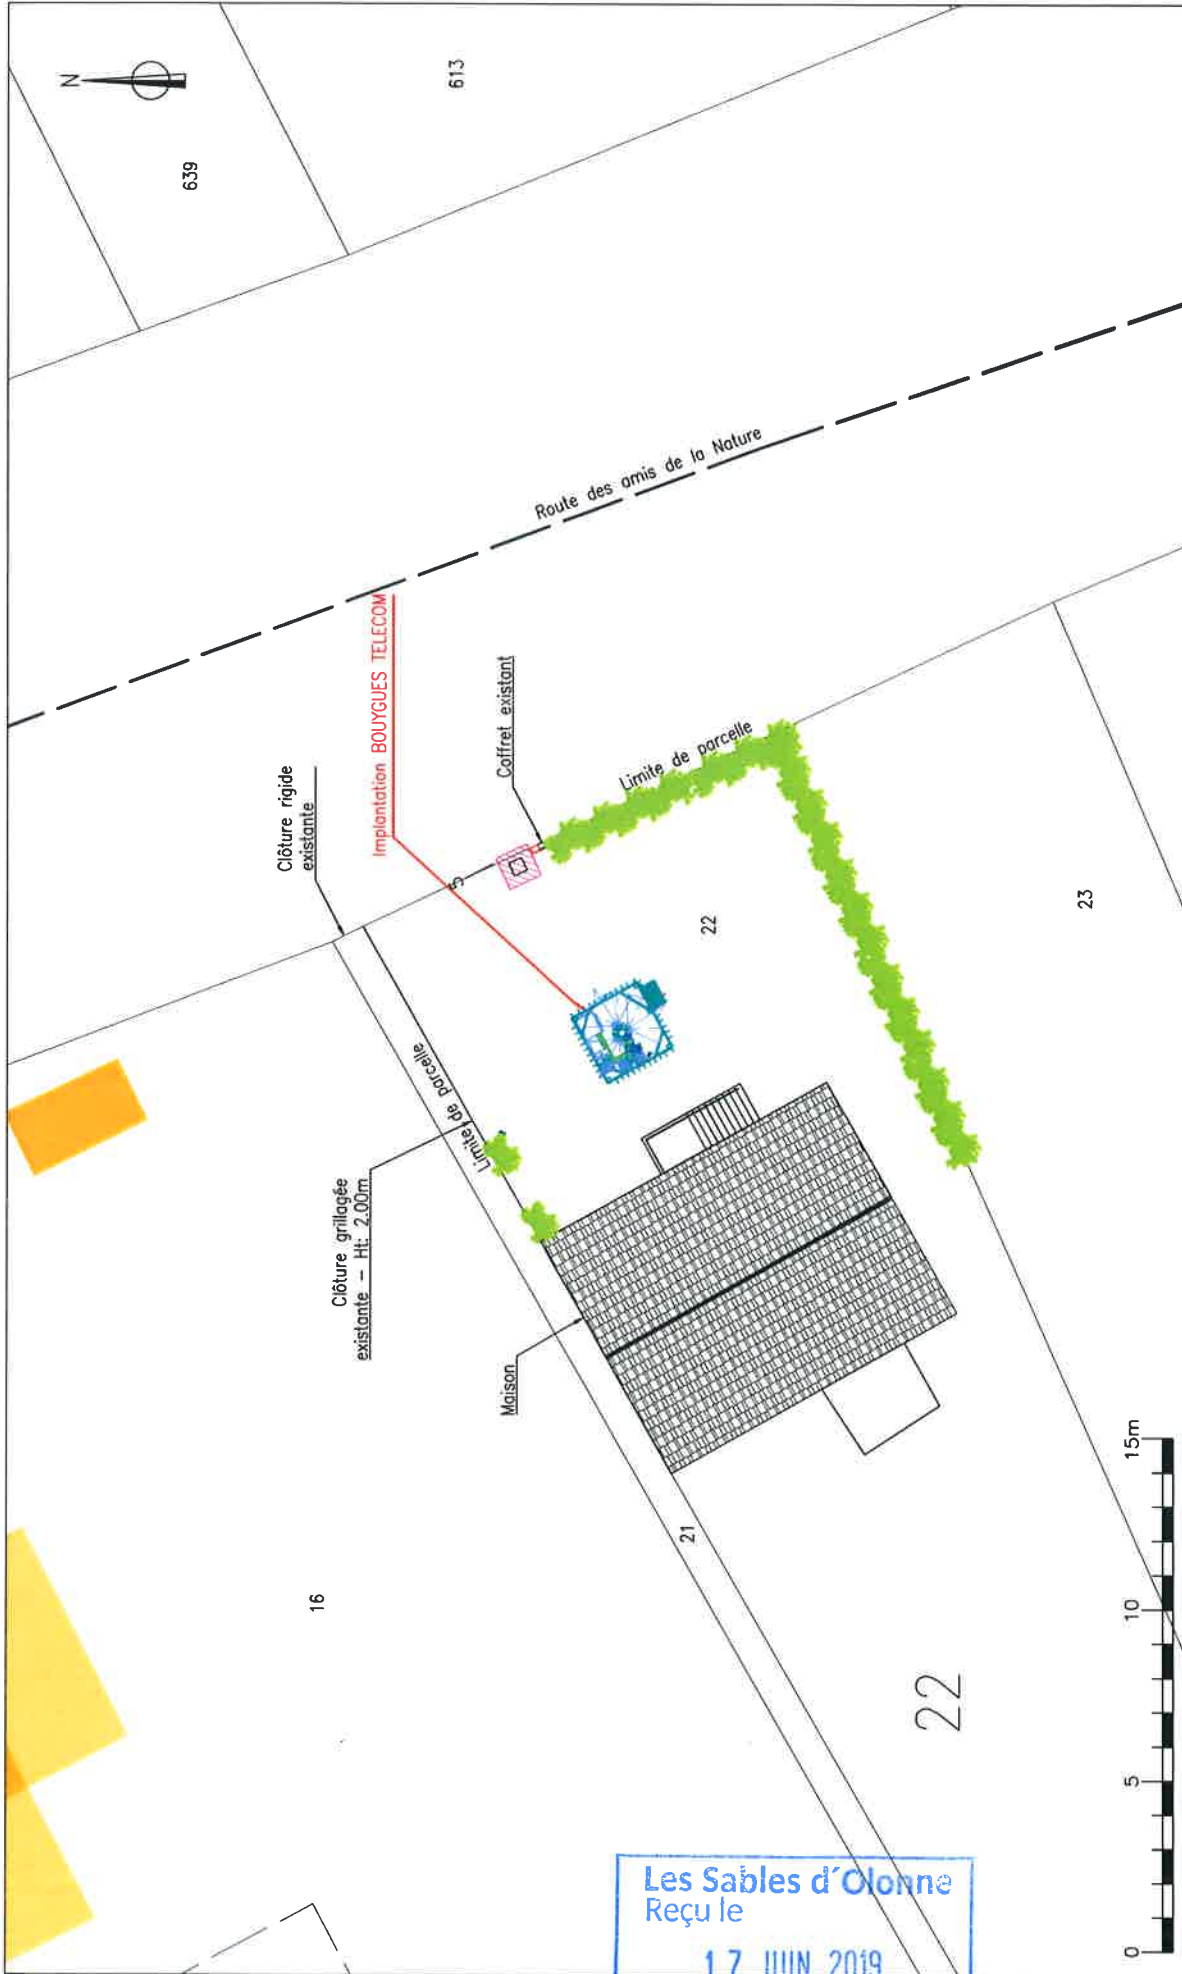 N
639
613
Route des amis de la Nature
Implantation BOUYGUES TELECOM
Clôture rigide
existante
Coffret existant
Limite de parcelle
5
22
23
Limite de parcelle
Clôture grillagée
existante - Ht: 2.00m
Maison
16
21
22
0
5
10
15m
Les Sables d'Olonne
Reçu le
17 JUIN 2019